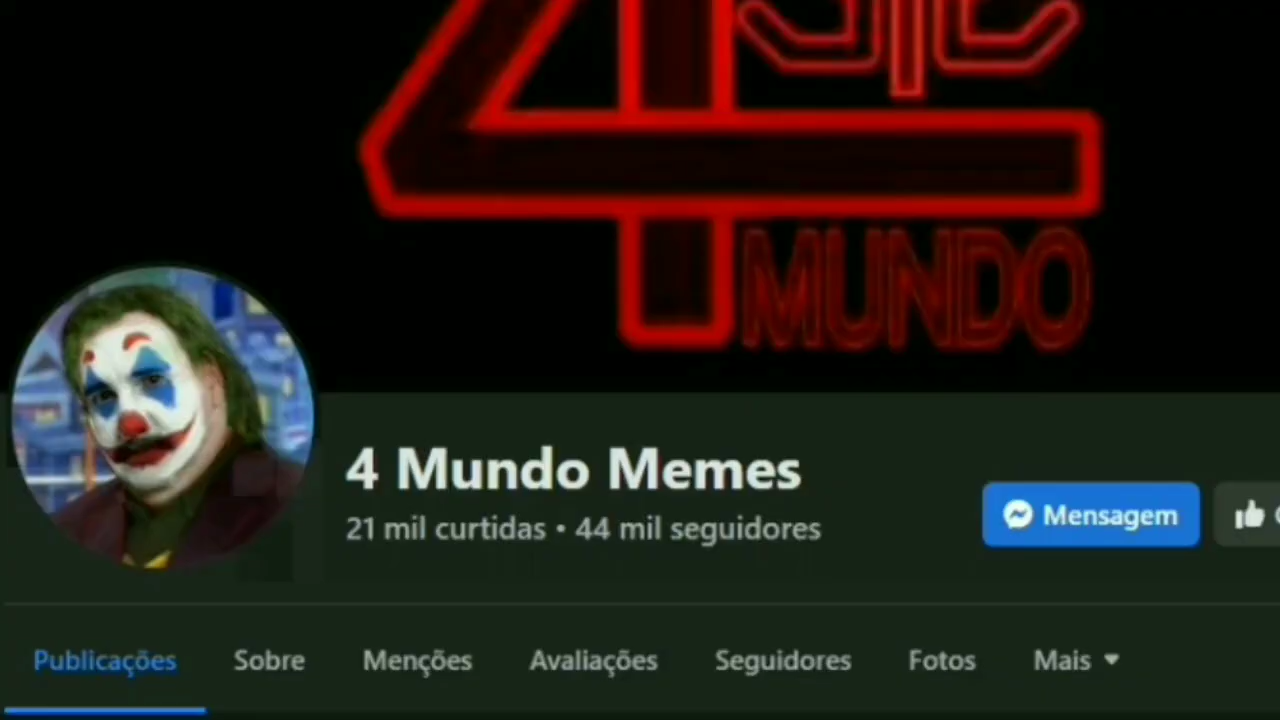 4
MUNDO
4 Mundo Memes
21 mil curtidas • 44 mil seguidores
Mensagem
Publicações Sobre Menções Avaliações Seguidores Fotos Mais